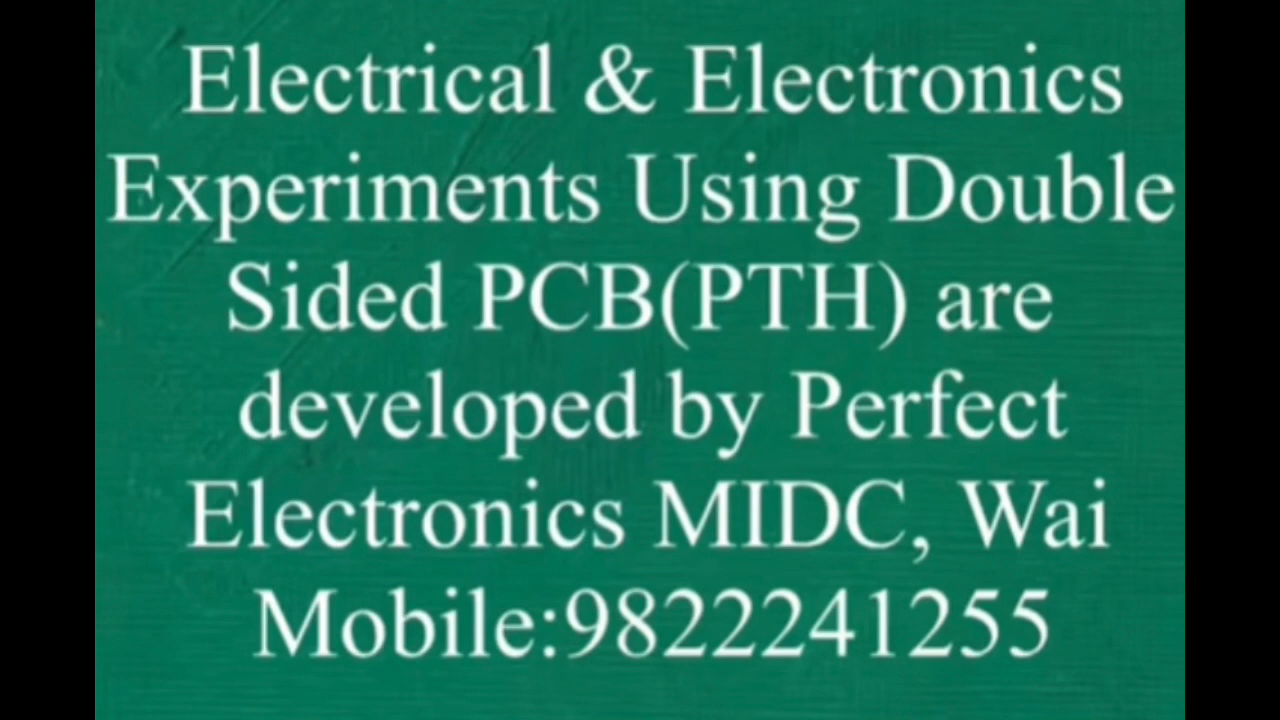 Electrical & Electronics
Experiments Using Double
Sided PCB(PTH) are
developed by Perfect
Electronics MIDC, Wai
Mobile:9822241255